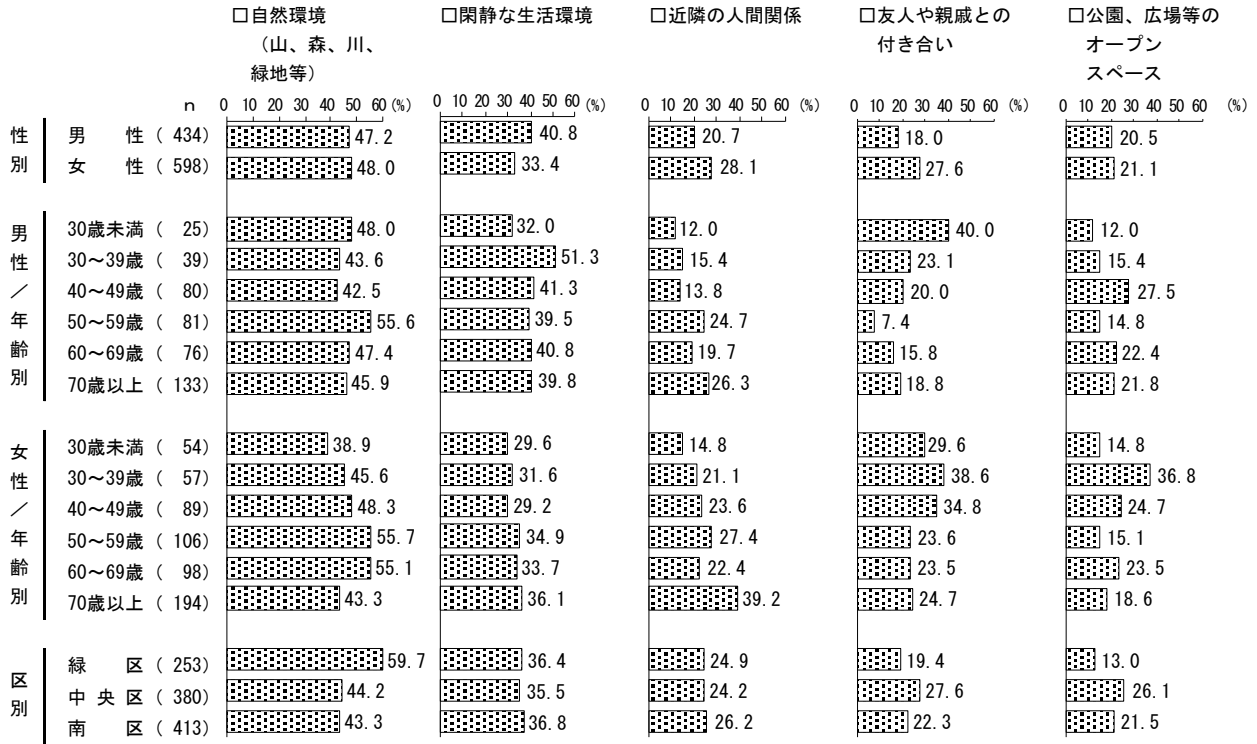 □自然環境 □閑静な生活環境 □近隣の人間関係 □友人や親戚との □公園、広場等の
（山、森、川、 付き合い オープン
緑地等） スペース
n 0 10 20 30 40 50 60(%) 0 10 20 30 40 50 60(%) 0 10 20 30 40 50 60 (%) 0 10 20 30 40 50 60 (%) 0 10 20 30 40 50 60 (%)
性別
男 性 ( 434) 47.2 40.8 20.7 18.0 20.5
女 性 ( 598) 48.0 33.4 28.1 27.6 21.1
男性／年齢別
30歳未満 ( 25) 48.0 32.0 12.0 40.0 12.0
30～39歳 ( 39) 43.6 51.3 15.4 23.1 15.4
40～49歳 ( 80) 42.5 41.3 13.8 20.0 27.5
50～59歳 ( 81) 55.6 39.5 24.7 7.4 14.8
60～69歳 ( 76) 47.4 40.8 19.7 15.8 22.4
70歳以上 ( 133) 45.9 39.8 26.3 18.8 21.8
女性／年齢別
30歳未満 ( 54) 38.9 29.6 14.8 29.6 14.8
30～39歳 ( 57) 45.6 31.6 21.1 38.6 36.8
40～49歳 ( 89) 48.3 29.2 23.6 34.8 24.7
50～59歳 ( 106) 55.7 34.9 27.4 23.6 15.1
60～69歳 ( 98) 55.1 33.7 22.4 23.5 23.5
70歳以上 ( 194) 43.3 36.1 39.2 24.7 18.6
区別
緑 区 ( 253) 59.7 36.4 24.9 19.4 13.0
中 央 区 ( 380) 44.2 35.5 24.2 27.6 26.1
南 区 ( 413) 43.3 36.8 26.2 22.3 21.5